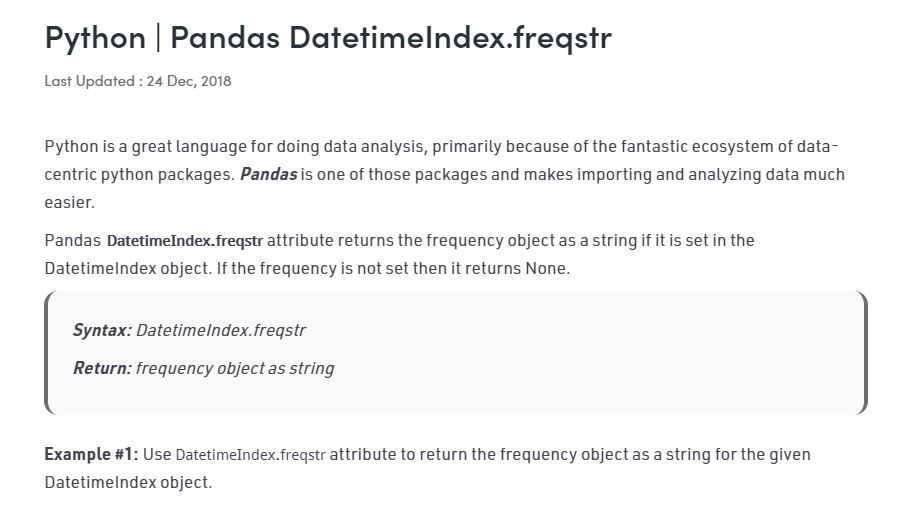 Python | Pandas DatetimeIndex.freqstr
Last Updated : 24 Dec, 2018
Python is a great language for doing data analysis, primarily because of the fantastic ecosystem of data-
centric python packages. Pandas is one of those packages and makes importing and analyzing data much
easier.
Pandas DatetimeIndex.freqstr attribute returns the frequency object as a string if it is set in the
DatetimeIndex object. If the frequency is not set then it returns None.
Syntax: DatetimeIndex.freqstr
Return: frequency object as string
Example #1: Use DatetimeIndex.freqstr attribute to return the frequency object as a string for the given
DatetimeIndex object.